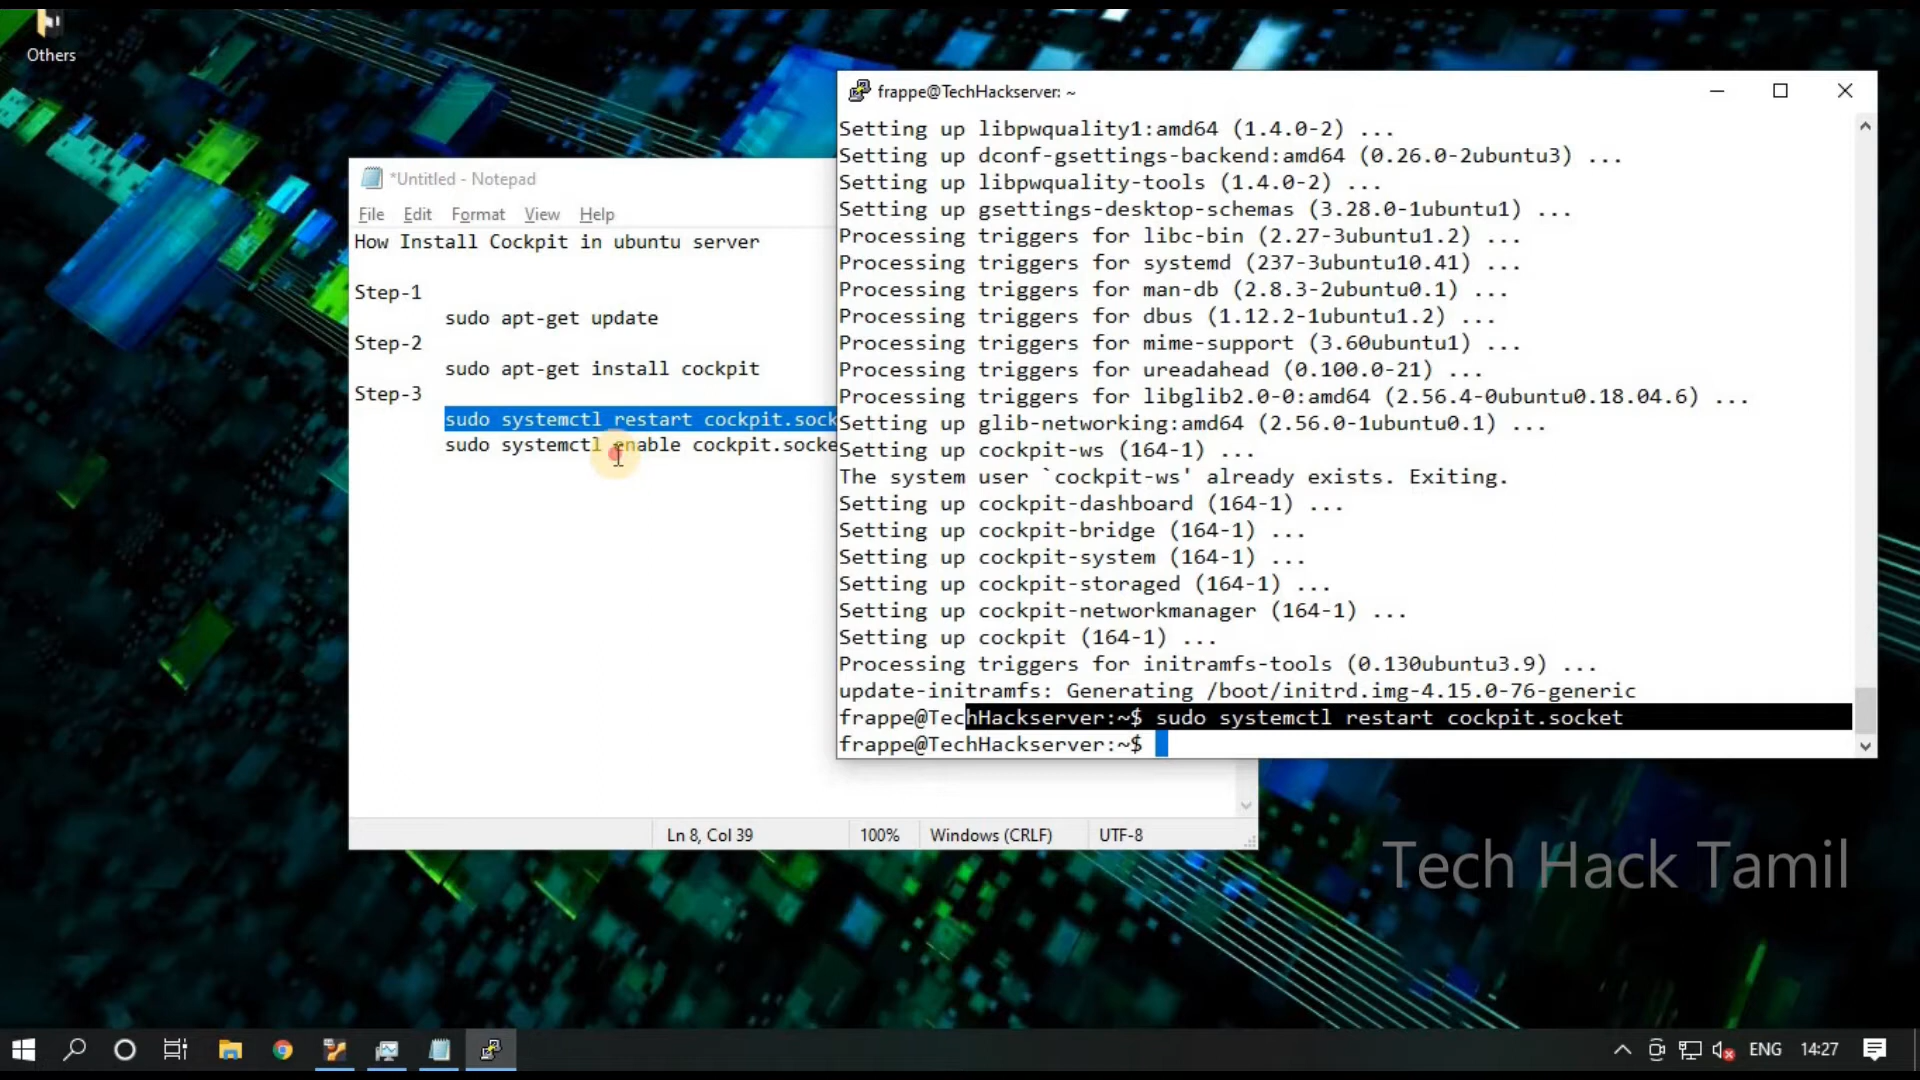 Others
*Untitled - Notepad
File Edit Format View Help
How Install Cockpit in ubuntu server
Step-1
sudo apt-get update
Step-2
sudo apt-get install cockpit
Step-3
sudo systemctl restart cockpit.sock
sudo systemctl enable cockpit.socke
Ln 8, Col 39 100% Windows (CRLF) UTF-8
frappe@TechHackserver: ~
Setting up libpwquality1:amd64 (1.4.0-2) ...
Setting up dconf-gsettings-backend:amd64 (0.26.0-2ubuntu3) ...
Setting up libpwquality-tools (1.4.0-2) ...
Setting up gsettings-desktop-schemas (3.28.0-1ubuntu1) ...
Processing triggers for libc-bin (2.27-3ubuntu1.2) ...
Processing triggers for systemd (237-3ubuntu10.41) ...
Processing triggers for man-db (2.8.3-2ubuntu0.1) ...
Processing triggers for dbus (1.12.2-1ubuntu1.2) ...
Processing triggers for mime-support (3.60ubuntu1) ...
Processing triggers for ureadahead (0.100.0-21) ...
Processing triggers for libglib2.0-0:amd64 (2.56.4-0ubuntu0.18.04.6) ...
Setting up glib-networking:amd64 (2.56.0-1ubuntu0.1) ...
Setting up cockpit-ws (164-1) ...
The system user `cockpit-ws' already exists. Exiting.
Setting up cockpit-dashboard (164-1) ...
Setting up cockpit-bridge (164-1) ...
Setting up cockpit-system (164-1) ...
Setting up cockpit-storaged (164-1) ...
Setting up cockpit-networkmanager (164-1) ...
Setting up cockpit (164-1) ...
Processing triggers for initramfs-tools (0.130ubuntu3.9) ...
update-initramfs: Generating /boot/initrd.img-4.15.0-76-generic
frappe@TechHackserver:~$ sudo systemctl restart cockpit.socket
frappe@TechHackserver:~$
Tech Hack Tamil
ENG 14:27